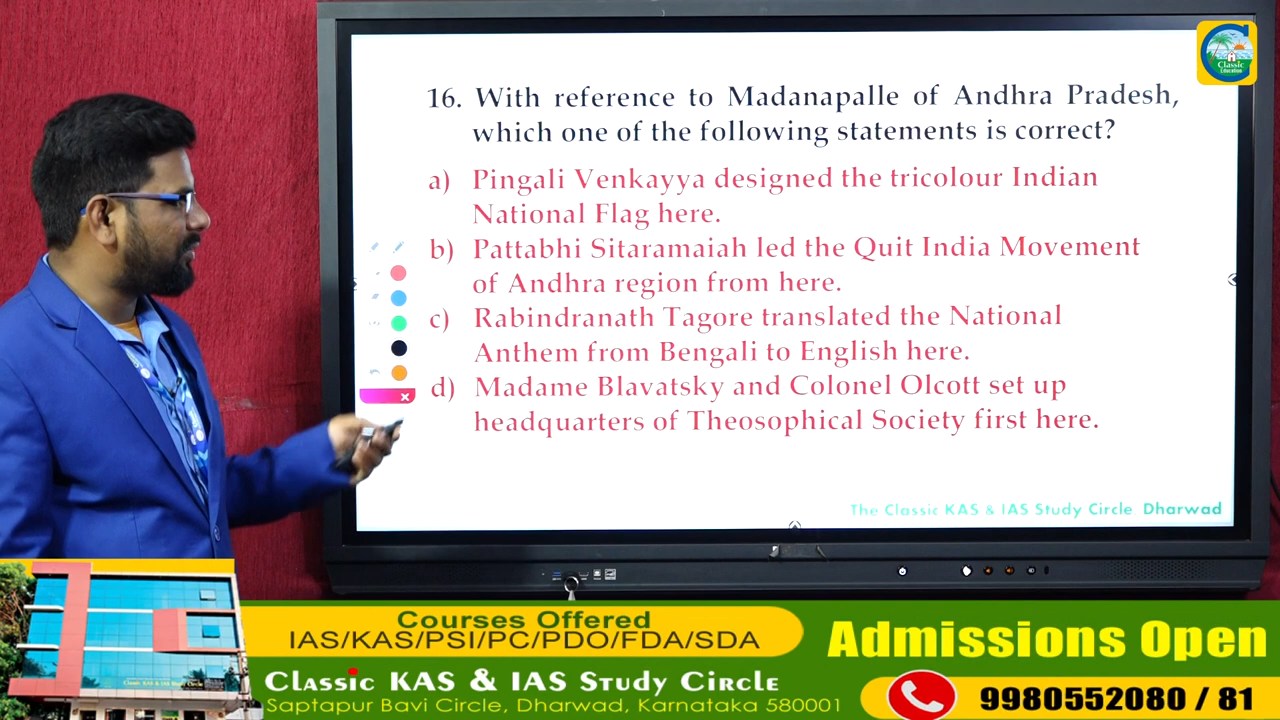 Classic
Education
16. With reference to Madanapalle of Andhra Pradesh,
which one of the following statements is correct?
a) Pingali Venkayya designed the tricolour Indian
National Flag here.
b) Pattabhi Sitaramaiah led the Quit India Movement
of Andhra region from here.
c) Rabindranath Tagore translated the National
Anthem from Bengali to English here.
d) Madame Blavatsky and Colonel Olcott set up
headquarters of Theosophical Society first here.
The Classic KAS & IAS Study Circle Dharwad
Courses Offered
IAS/KAS/PSI/PC/PDO/FDA/SDA
Classic KAS & IAS Study Circle
Saptapur Bavi Circle, Dharwad, Karnataka 580001
Admissions Open
9980552080 / 81